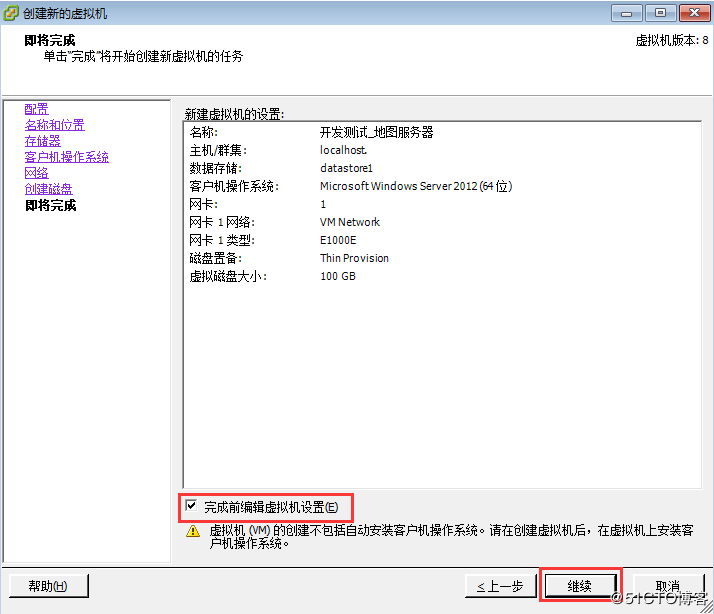 创建新的虚拟机
即将完成
单击"完成"将开始创建新虚拟机的任务
虚拟机版本: 8
配置
名称和位置
存储器
客户机操作系统
网络
创建磁盘
即将完成
新建虚拟机的设置:
名称: 开发测试_地图服务器
主机/群集: localhost.
数据存储: datastore1
客户机操作系统: Microsoft Windows Server 2012 (64 位)
网卡: 1
网卡 1 网络: VM Network
网卡 1 类型: E1000E
磁盘置备: Thin Provision
虚拟磁盘大小: 100 GB
完成前编辑虚拟机设置(E)
虚拟机 (VM) 的创建不包括自动安装客户机操作系统。请在创建虚拟机后，在虚拟机上安装客
户机操作系统。
帮助(H)
< 上一步
继续
取消
@51CTO博客